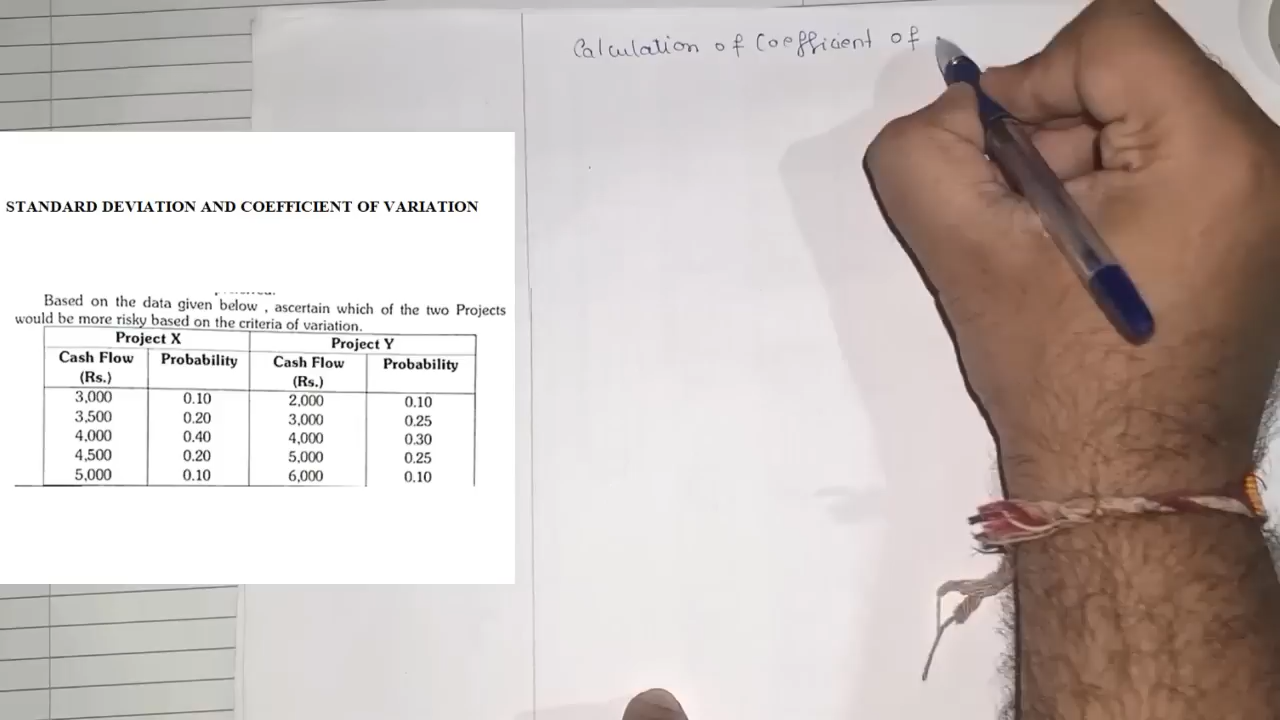 Calculation of Coefficient of
STANDARD DEVIATION AND COEFFICIENT OF VARIATION
Based on the data given below , ascertain which of the two Projects
would be more risky based on the criteria of variation.
Project X Project Y
Cash Flow (Rs.) Probability Cash Flow (Rs.) Probability
3,000 0.10 2,000 0.10
3,500 0.20 3,000 0.25
4,000 0.40 4,000 0.30
4,500 0.20 5,000 0.25
5,000 0.10 6,000 0.10